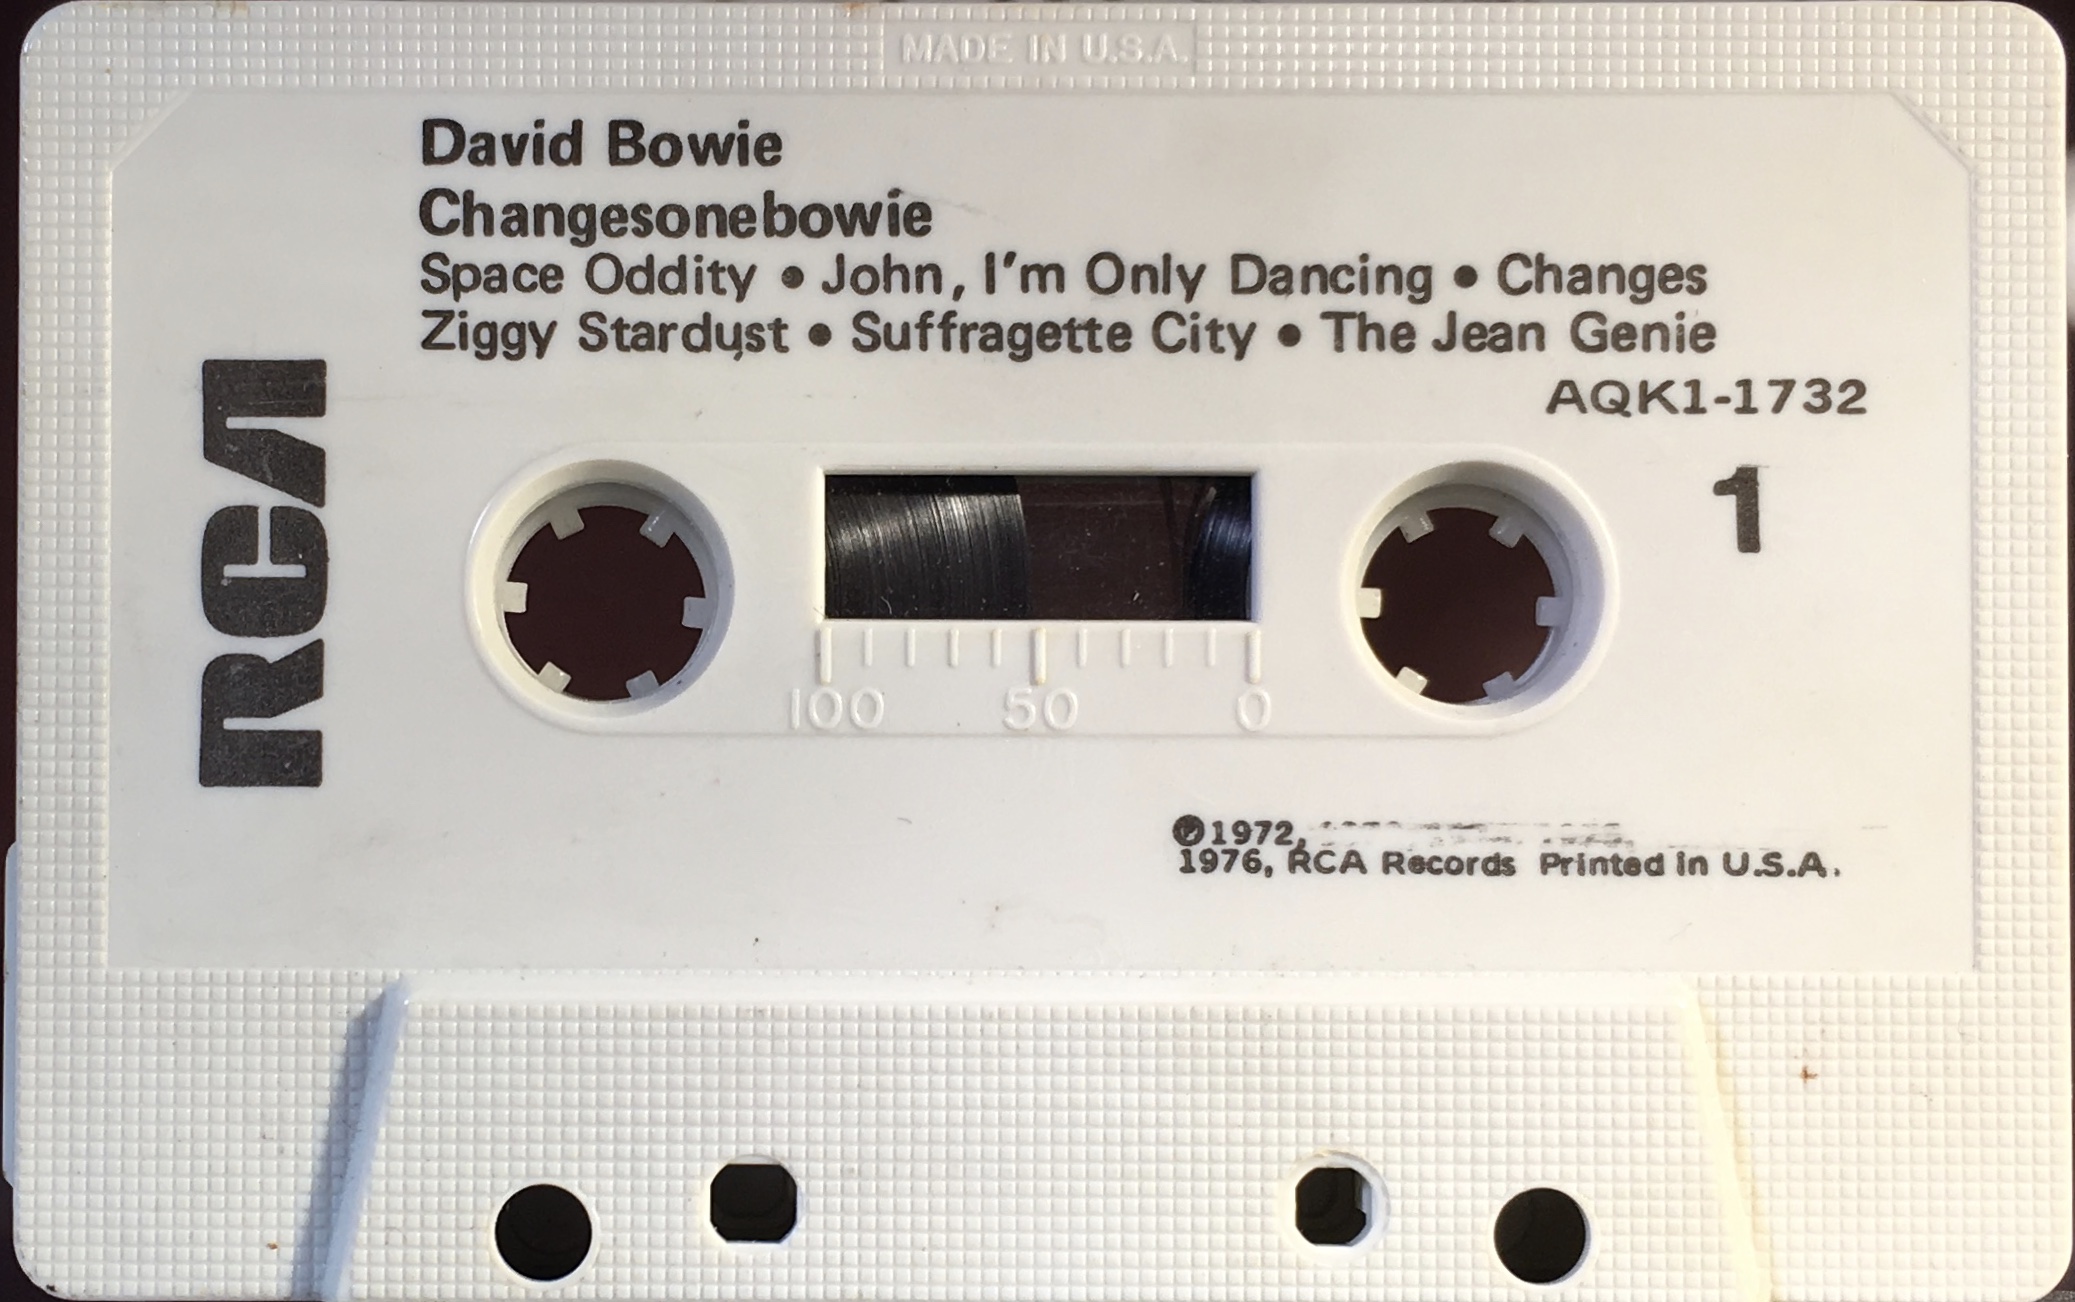 MADE IN U.S.A.
David Bowie
Changesonebowie
Space Oddity • John, I'm Only Dancing • Changes
Ziggy Stardust • Suffragette City • The Jean Genie
AQK1-1732
RCA
1
100 50 0
℗1972,
1976, RCA Records Printed in U.S.A.